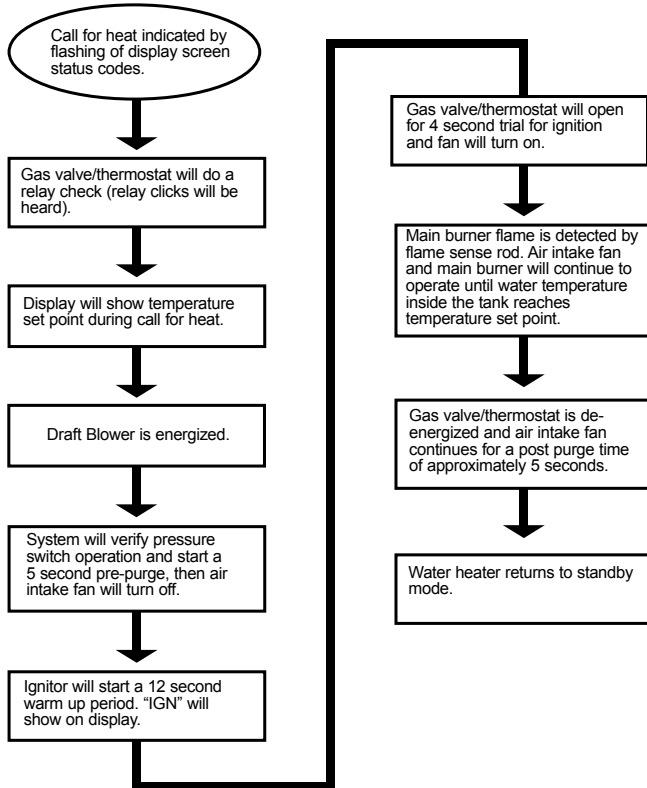 Call for heat indicated by
flashing of display screen
status codes.
Gas valve/thermostat will do a
relay check (relay clicks will be
heard).
Display will show temperature
set point during call for heat.
Draft Blower is energized.
System will verify pressure
switch operation and start a
5 second pre-purge, then air
intake fan will turn off.
Ignitor will start a 12 second
warm up period. “IGN” will
show on display.
Gas valve/thermostat will open
for 4 second trial for ignition
and fan will turn on.
Main burner flame is detected by
flame sense rod. Air intake fan
and main burner will continue to
operate until water temperature
inside the tank reaches
temperature set point.
Gas valve/thermostat is de-
energized and air intake fan
continues for a post purge time
of approximately 5 seconds.
Water heater returns to standby
mode.